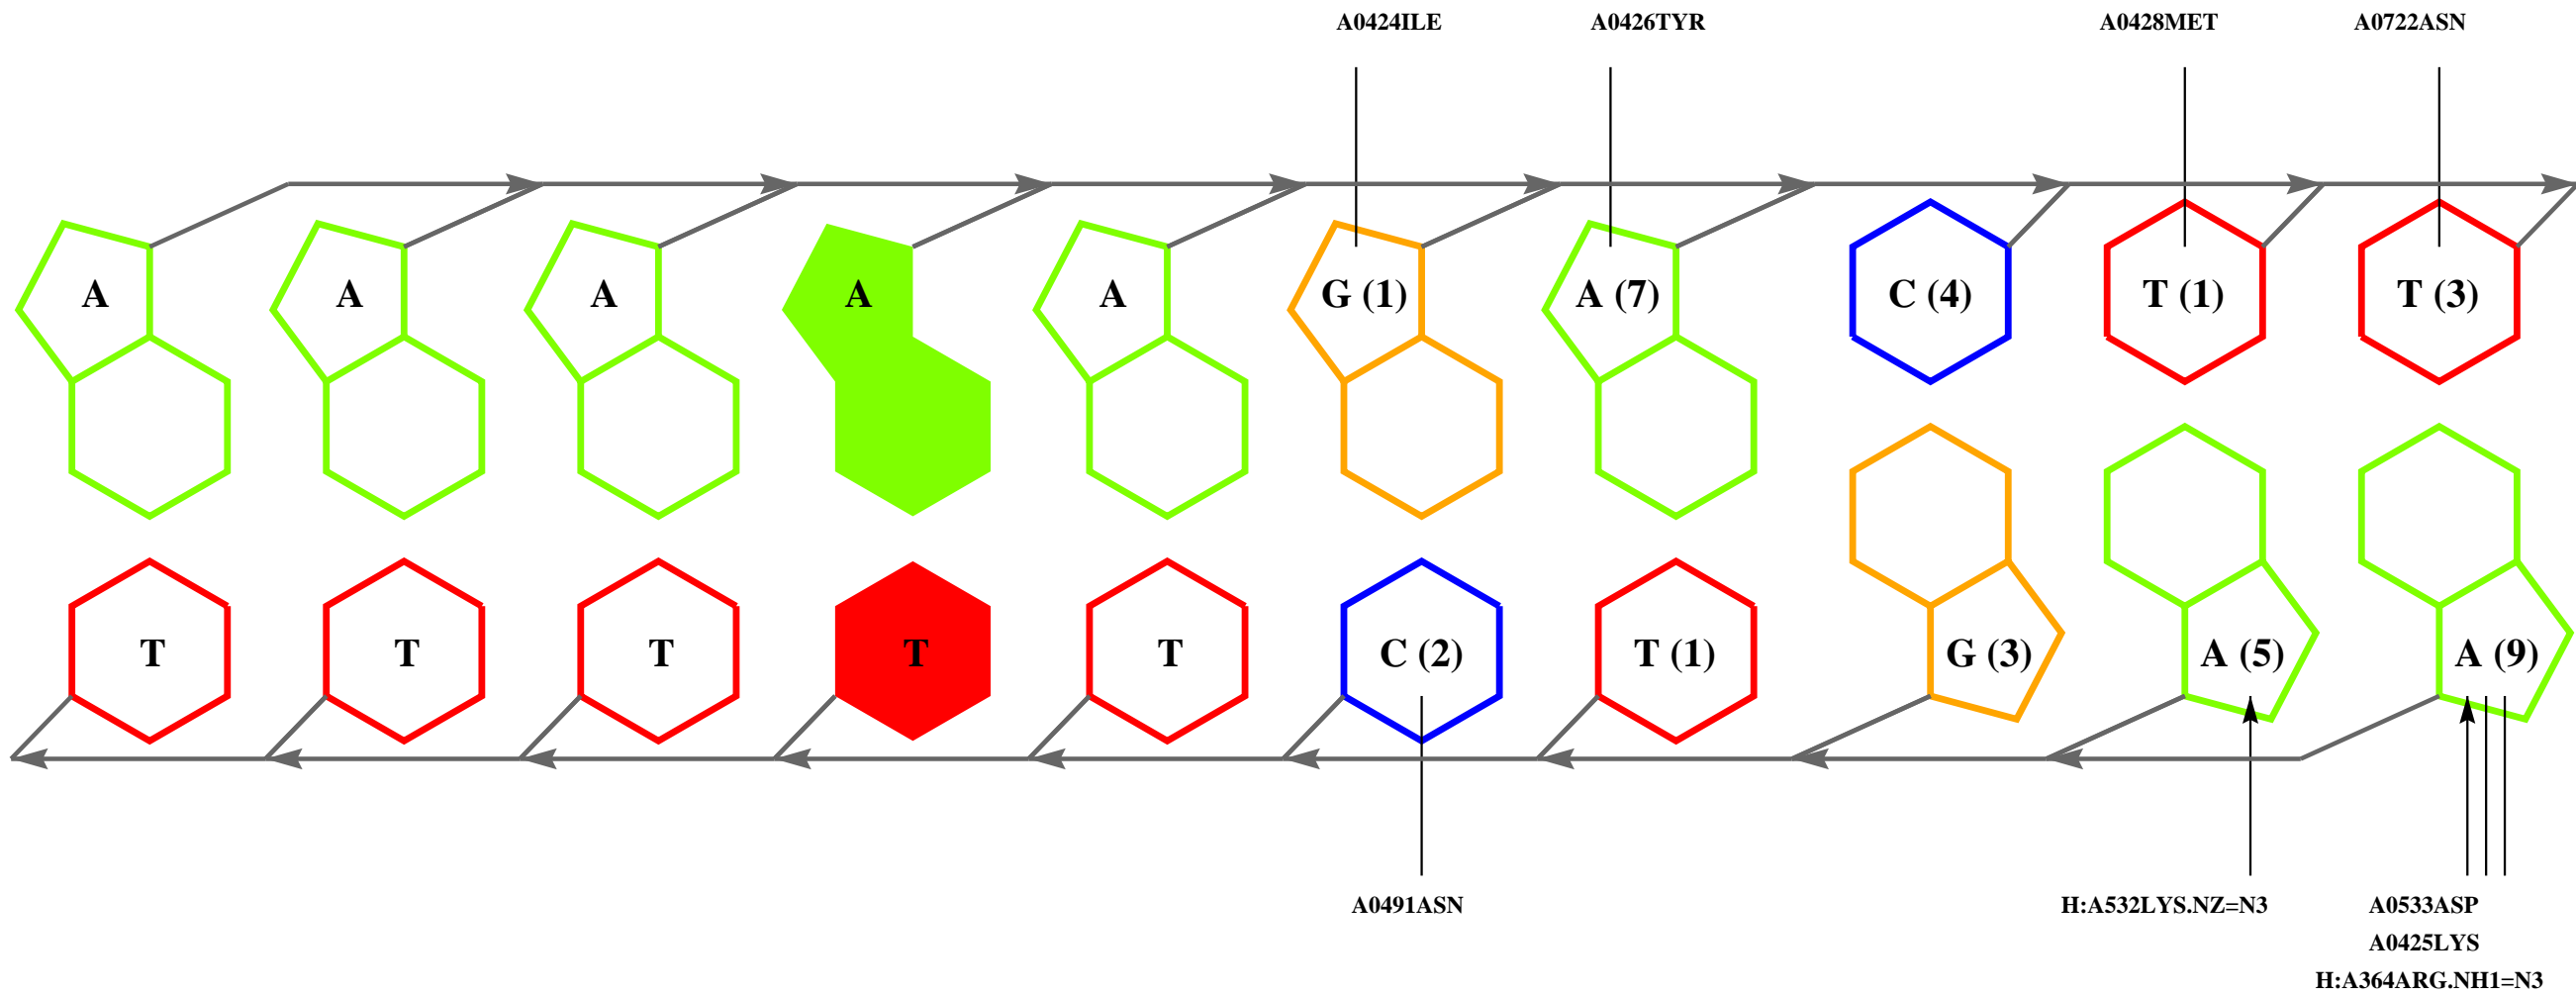 A0424ILE A0426TYR A0428MET A0722ASN
A A A A A G (1) A (7) C (4) T (1) T (3)
T T T T T C (2) T (1) G (3) A (5) A (9)
A0491ASN H:A532LYS.NZ=N3 A0533ASP
A0425LYS
H:A364ARG.NH1=N3